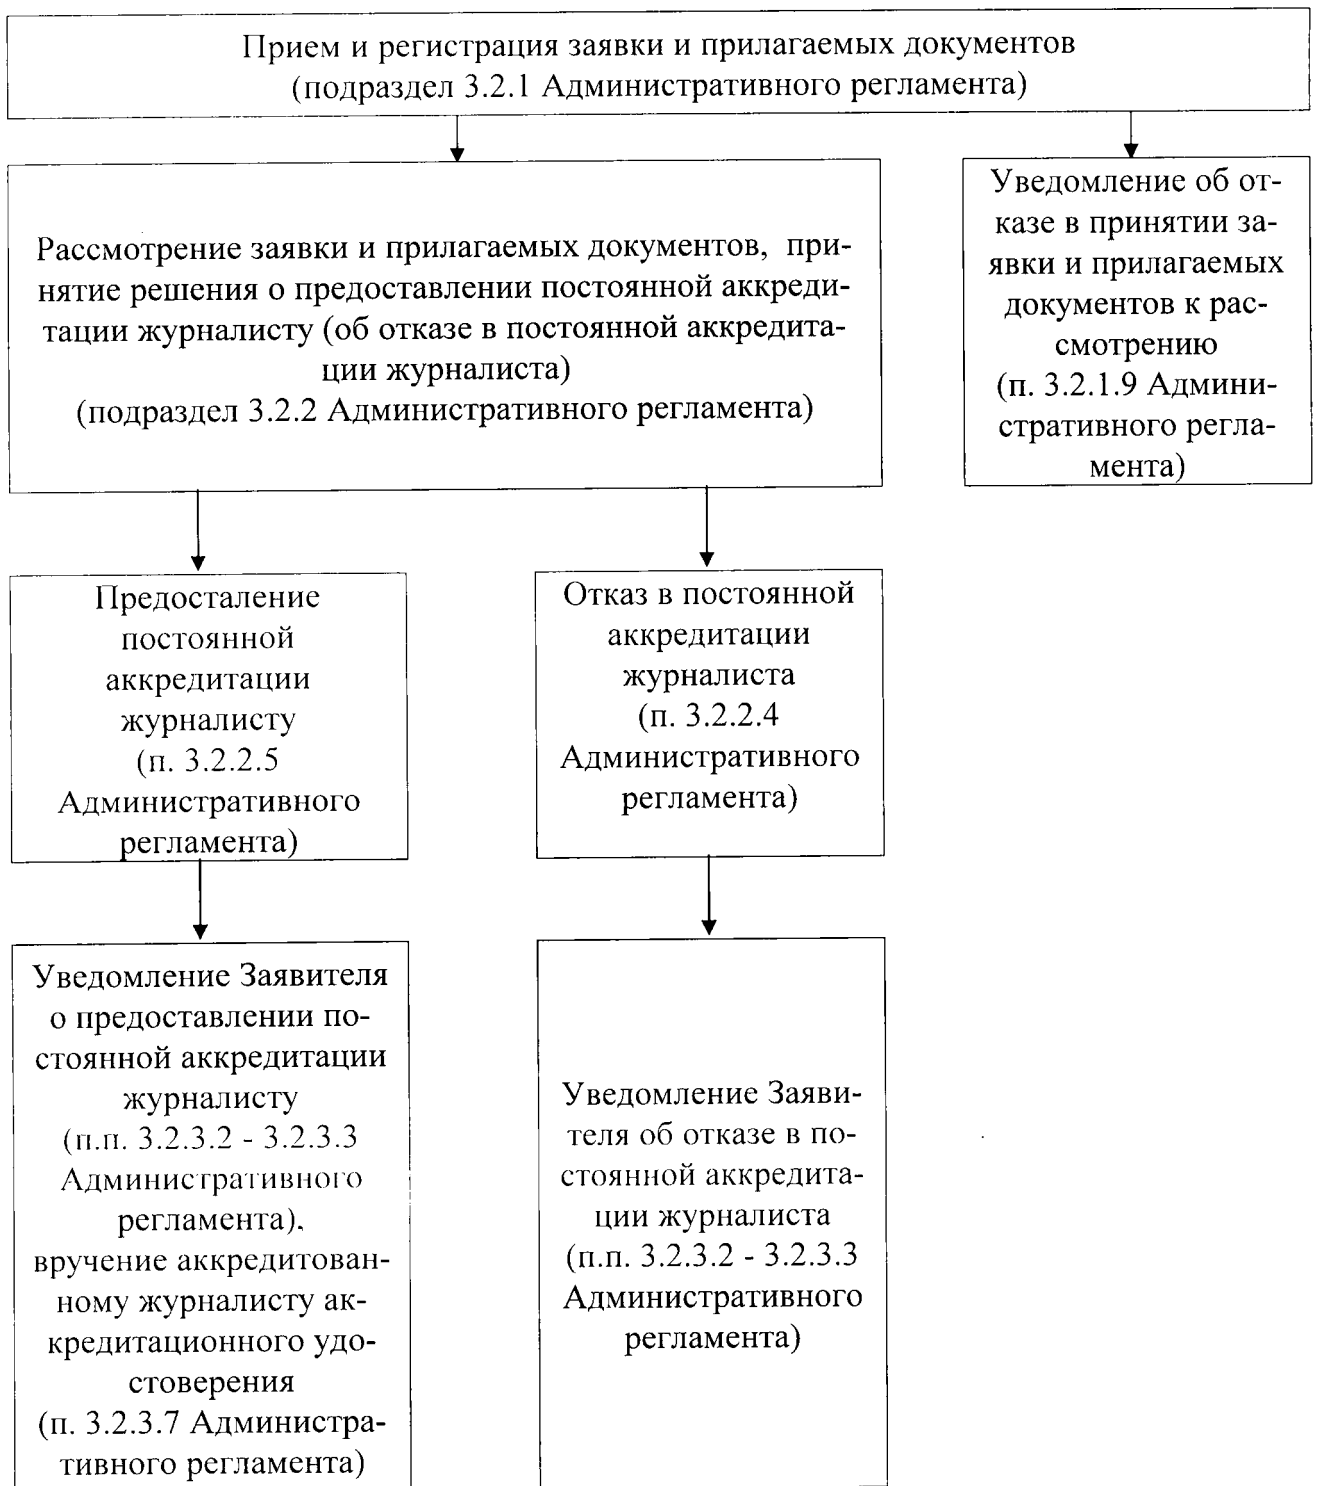 Прием и регистрация заявки и прилагаемых документов
(подраздел 3.2.1 Административного регламента)
Рассмотрение заявки и прилагаемых документов, при-
нятие решения о предоставлении постоянной аккреди-
тации журналисту (об отказе в постоянной аккредита-
ции журналиста)
(подраздел 3.2.2 Административного регламента)
Уведомление об от-
казе в принятии за-
явки и прилагаемых
документов к рас-
смотрению
(п. 3.2.1.9 Админи-
стративного регла-
мента)
Предосталение
постоянной
аккредитации
журналисту
(п. 3.2.2.5
Административного
регламента)
Отказ в постоянной
аккредитации
журналиста
(п. 3.2.2.4
Административного
регламента)
Уведомление Заявителя
о предоставлении по-
стоянной аккредитации
журналисту
(п.п. 3.2.3.2 - 3.2.3.3
Административного
регламента),
вручение аккредитован-
ному журналисту ак-
кредитационного удо-
стоверения
(п. 3.2.3.7 Администра-
тивного регламента)
Уведомление Заяви-
теля об отказе в по-
стоянной аккредита-
ции журналиста
(п.п. 3.2.3.2 - 3.2.3.3
Административного
регламента)